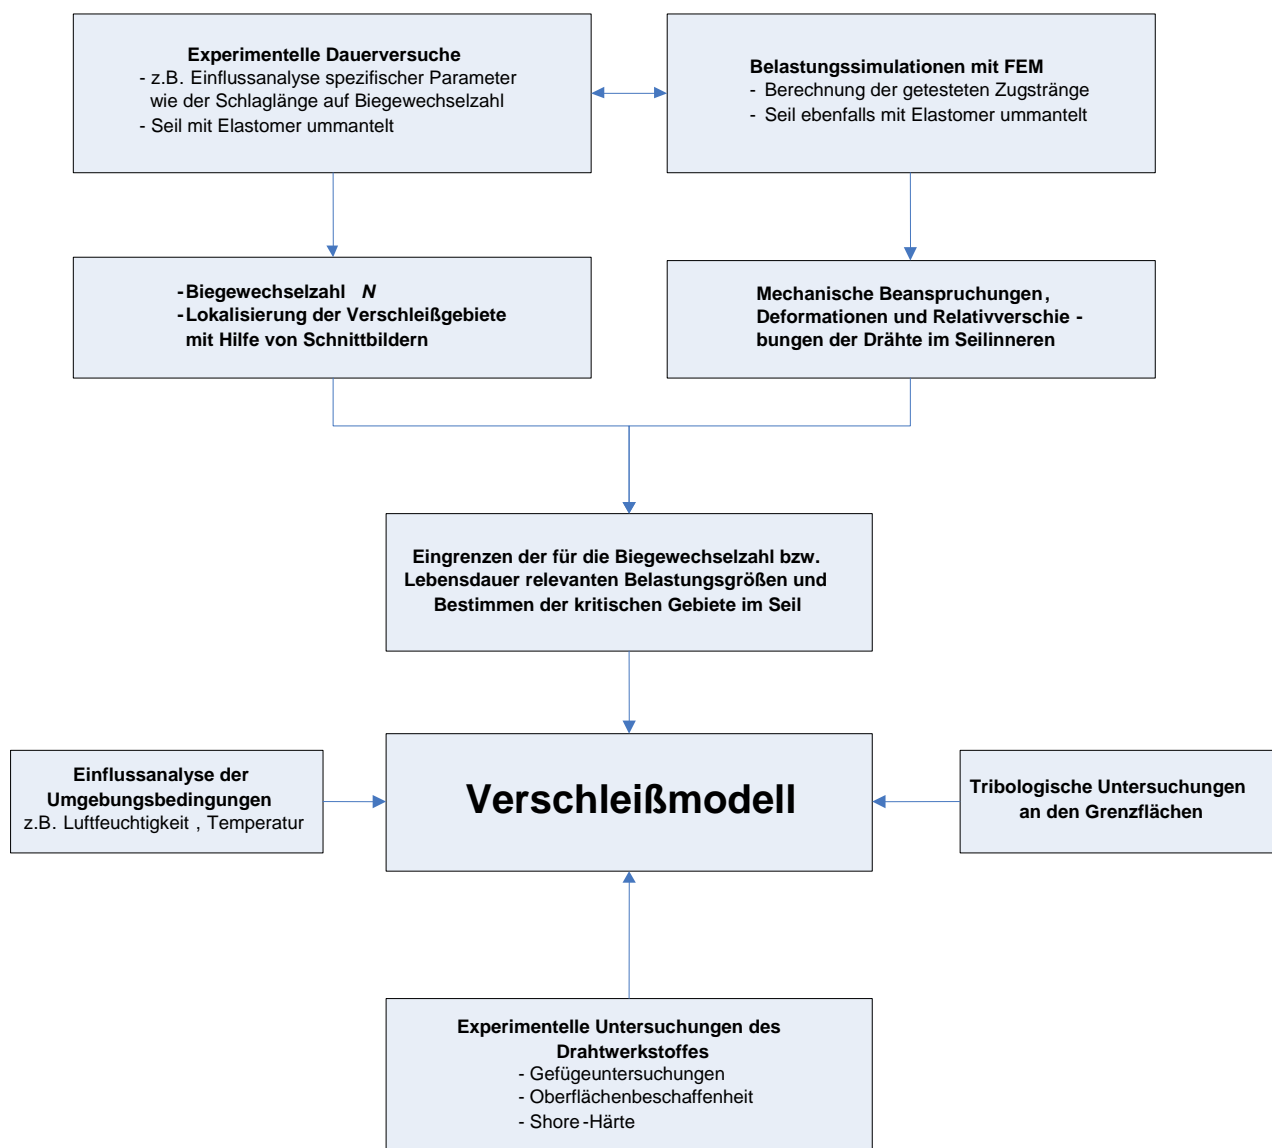 Experimentelle Dauerversuche
- z.B. Einflussanalyse spezifischer Parameter
wie der Schlaglänge auf Biegewechselzahl
- Seil mit Elastomer ummantelt
Belastungssimulationen mit FEM
- Berechnung der getesteten Zugstränge
- Seil ebenfalls mit Elastomer ummantelt
-Biegewechselzahl N
-Lokalisierung der Verschleißgebiete
mit Hilfe von Schnittbildern
Mechanische Beanspruchungen,
Deformationen und Relativverschie-
bungen der Drähte im Seilinneren
Eingrenzen der für die Biegewechselzahl bzw.
Lebensdauer relevanten Belastungsgrößen und
Bestimmen der kritischen Gebiete im Seil
Einflussanalyse der
Umgebungsbedingungen
z.B. Luftfeuchtigkeit , Temperatur
Verschleißmodell
Tribologische Untersuchungen
an den Grenzflächen
Experimentelle Untersuchungen des
Drahtwerkstoffes
- Gefügeuntersuchungen
- Oberflächenbeschaffenheit
- Shore-Härte